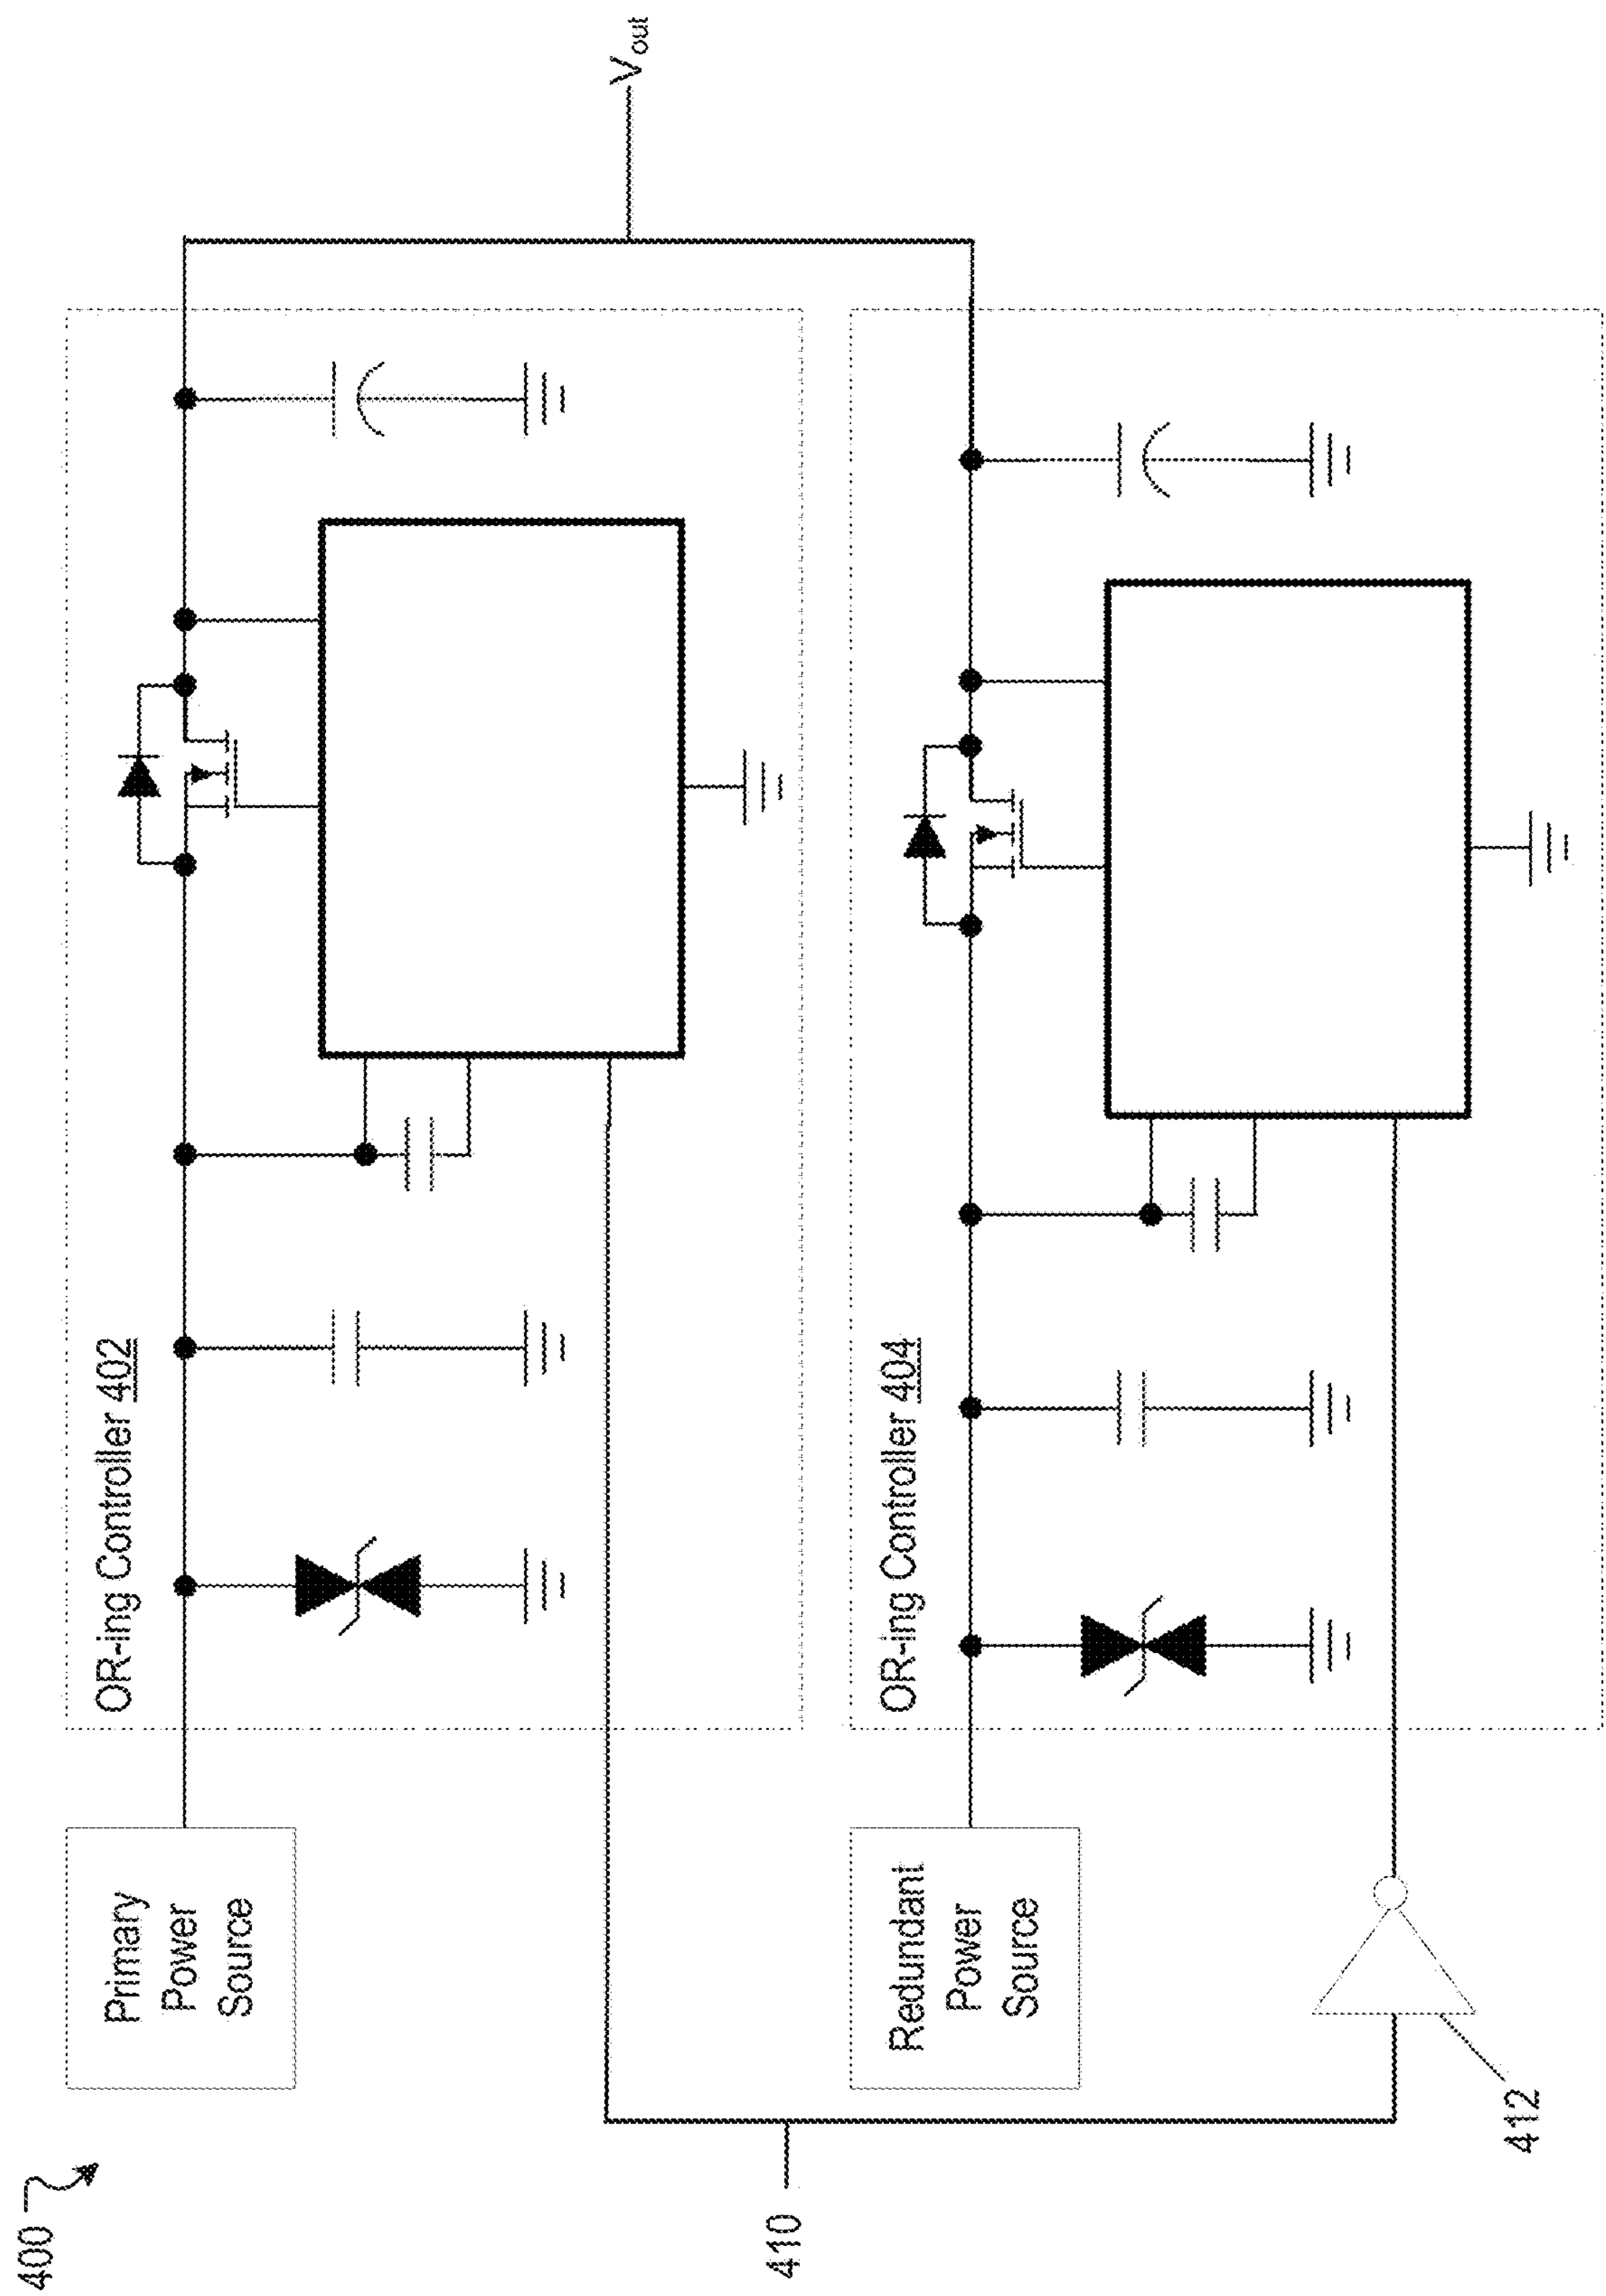 400
Primary
Power
Source
OR-ing Controller 402
Vout
410
Redundant
Power
Source
OR-ing Controller 404
412